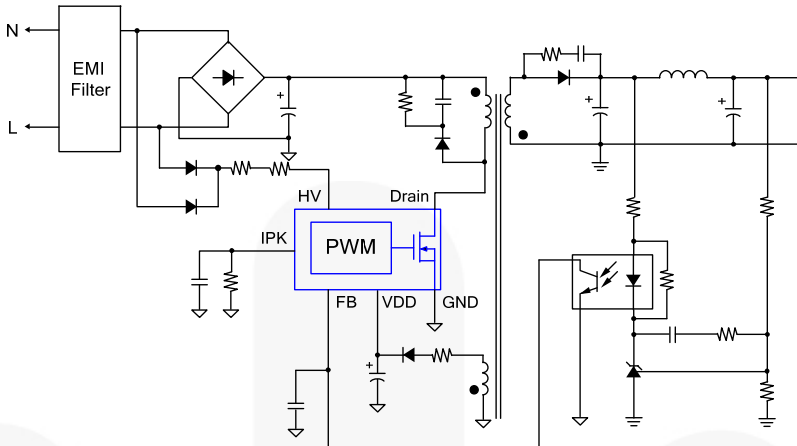 N
EMI
Filter
L
HV
Drain
IPK
PWM
FB
VDD
GND